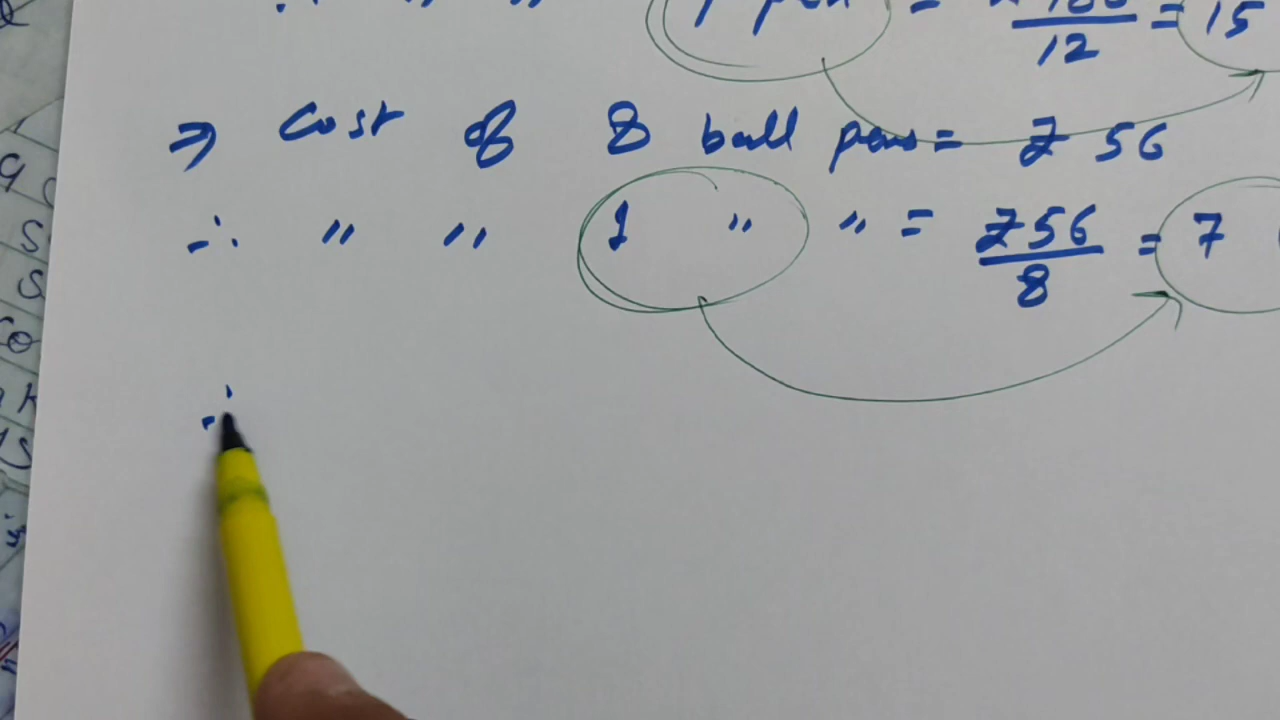 ∴ " " 1 pen = ₹180/12 = 15
⇒ Cost of 8 ball pens = ₹ 56
∴ " " 1 " " = ₹56/8 = 7
∴